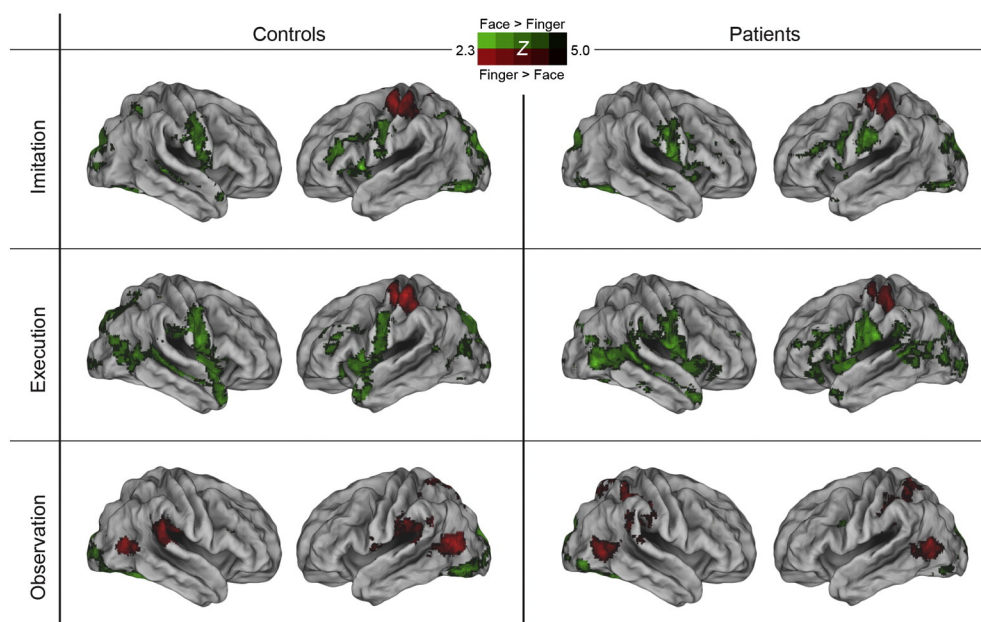 Face > Finger
Controls
2.3 Z 5.0
Patients
Finger > Face
Imitation
Execution
Observation